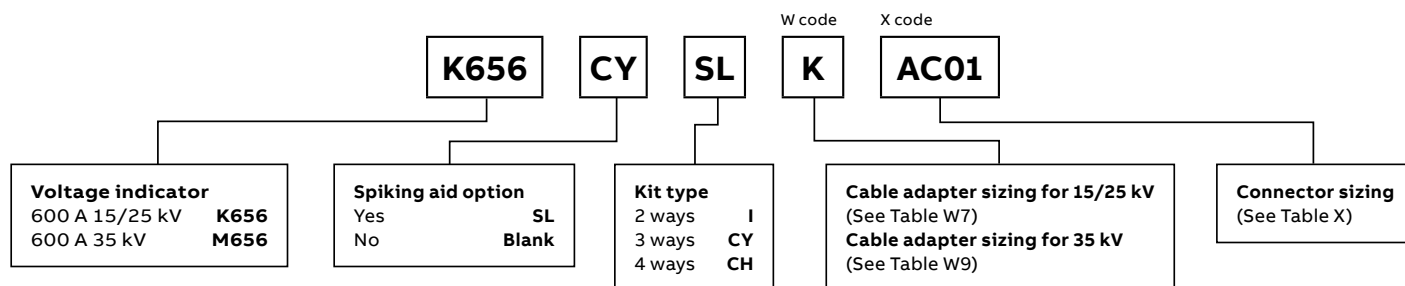 W code X code
K656 CY SL K AC01
Voltage indicator
600 A 15/25 kV K656
600 A 35 kV M656
Spiking aid option
Yes SL
No Blank
Kit type
2 ways I
3 ways CY
4 ways CH
Cable adapter sizing for 15/25 kV
(See Table W7)
Cable adapter sizing for 35 kV
(See Table W9)
Connector sizing
(See Table X)